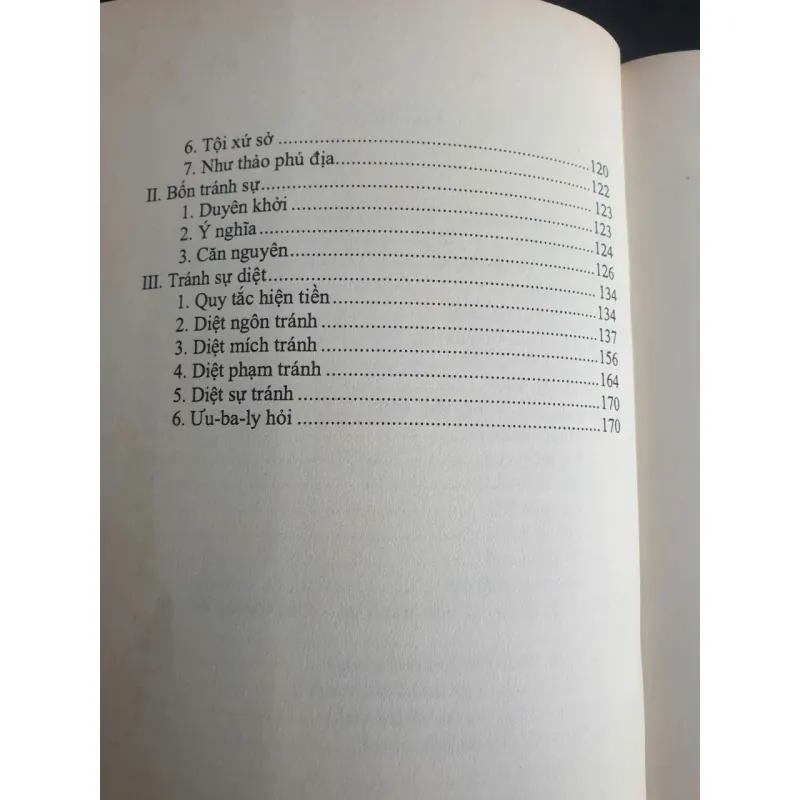 6. Tội xứ sở ........................................................120
7. Như thảo phú địa.............................................122
II. Bốn tránh sự........................................................123
1. Duyên khởi .....................................................123
2. Ý nghĩa ...........................................................124
3. Căn nguyên.....................................................126
III. Tránh sự diệt......................................................134
1. Quy tắc hiện tiền.............................................134
2. Diệt ngôn tránh ...............................................137
3. Diệt mích tránh ...............................................156
4. Diệt phạm tránh ..............................................164
5. Diệt sự tránh ...................................................170
6. Ưu-ba-ly hỏi ...................................................170